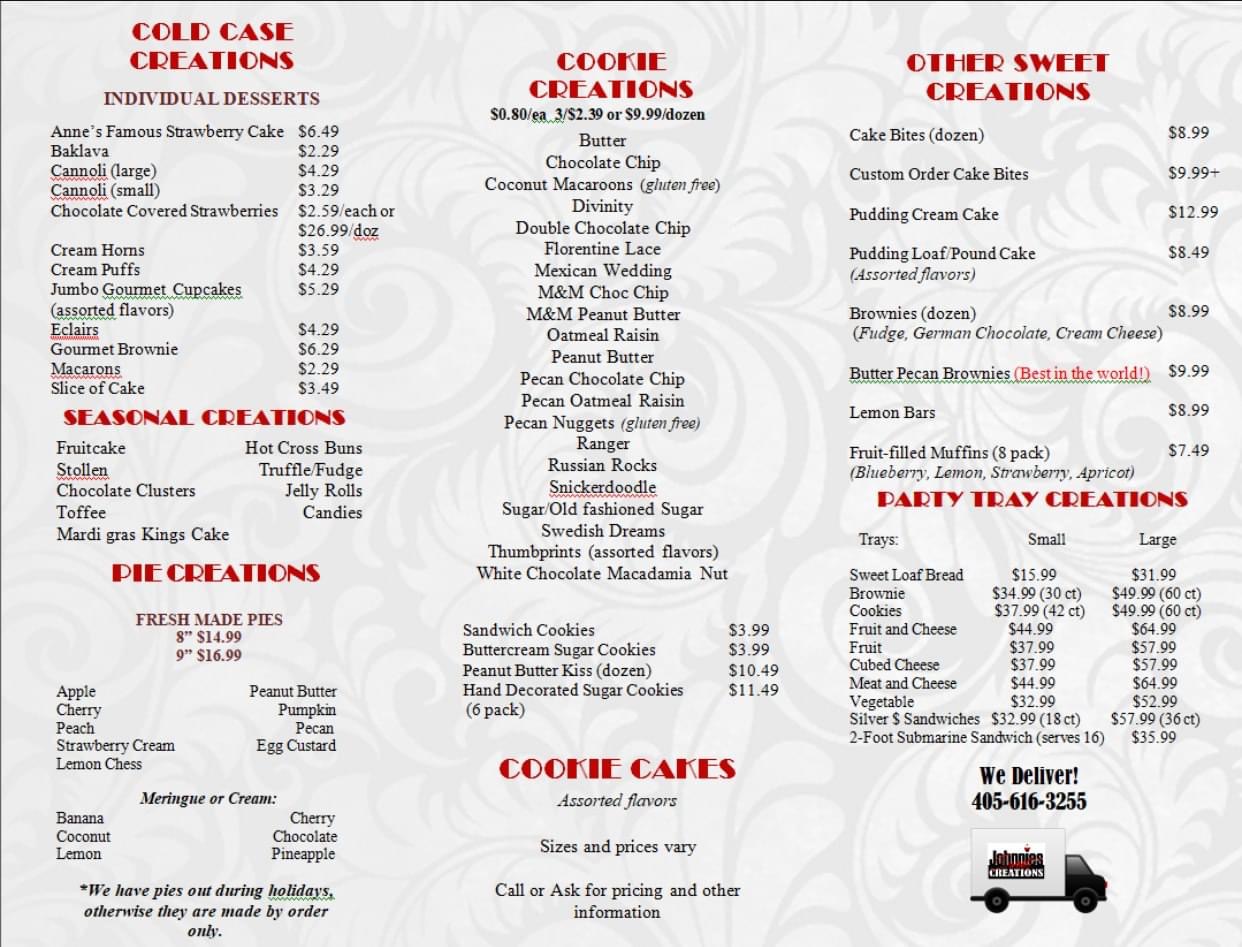 COLD CASE
CREATIONS
INDIVIDUAL DESSERTS
Anne's Famous Strawberry Cake $6.49
Baklava $2.29
Cannoli (large) $4.29
Cannoli (small) $3.29
Chocolate Covered Strawberries $2.59/each or
$26.99/doz
Cream Horns $3.59
Cream Puffs $4.29
Jumbo Gourmet Cupcakes $5.29
(assorted flavors)
Eclairs $4.29
Gourmet Brownie $6.29
Macarons $2.29
Slice of Cake $3.49
SEASONAL CREATIONS
Fruitcake Hot Cross Buns
Stollen Truffle/Fudge
Chocolate Clusters Jelly Rolls
Toffee Candies
Mardi gras Kings Cake
PIE CREATIONS
FRESH MADE PIES
8” $14.99
9” $16.99
Apple Peanut Butter
Cherry Pumpkin
Peach Pecan
Strawberry Cream Egg Custard
Lemon Chess
Meringue or Cream:
Banana Cherry
Coconut Chocolate
Lemon Pineapple
*We have pies out during holidays,
otherwise they are made by order
only.
COOKIE
CREATIONS
$0.80/ea 3/$2.39 or $9.99/dozen
Butter
Chocolate Chip
Coconut Macaroons (gluten free)
Divinity
Double Chocolate Chip
Florentine Lace
Mexican Wedding
M&M Choc Chip
M&M Peanut Butter
Oatmeal Raisin
Peanut Butter
Pecan Chocolate Chip
Pecan Oatmeal Raisin
Pecan Nuggets (gluten free)
Ranger
Russian Rocks
Snickerdoodle
Sugar/Old fashioned Sugar
Swedish Dreams
Thumbprints (assorted flavors)
White Chocolate Macadamia Nut
Sandwich Cookies $3.99
Buttercream Sugar Cookies $3.99
Peanut Butter Kiss (dozen) $10.49
Hand Decorated Sugar Cookies $11.49
(6 pack)
COOKIE CAKES
Assorted flavors
Sizes and prices vary
Call or Ask for pricing and other
information
OTHER SWEET
CREATIONS
Cake Bites (dozen) $8.99
Custom Order Cake Bites $9.99+
Pudding Cream Cake $12.99
Pudding Loaf/Pound Cake $8.49
(Assorted flavors)
Brownies (dozen) $8.99
(Fudge, German Chocolate, Cream Cheese)
Butter Pecan Brownies (Best in the world!) $9.99
Lemon Bars $8.99
Fruit-filled Muffins (8 pack) $7.49
(Blueberry, Lemon, Strawberry, Apricot)
PARTY TRAY CREATIONS
Trays: Small Large
Sweet Loaf Bread $15.99 $31.99
Brownie $34.99 (30 ct) $49.99 (60 ct)
Cookies $37.99 (42 ct) $49.99 (60 ct)
Fruit and Cheese $44.99 $64.99
Fruit $37.99 $57.99
Cubed Cheese $37.99 $57.99
Meat and Cheese $44.99 $64.99
Vegetable $32.99 $52.99
Silver $ Sandwiches $32.99 (18 ct) $57.99 (36 ct)
2-Foot Submarine Sandwich (serves 16) $35.99
We Deliver!
405-616-3255
Johnnies
CREATIONS